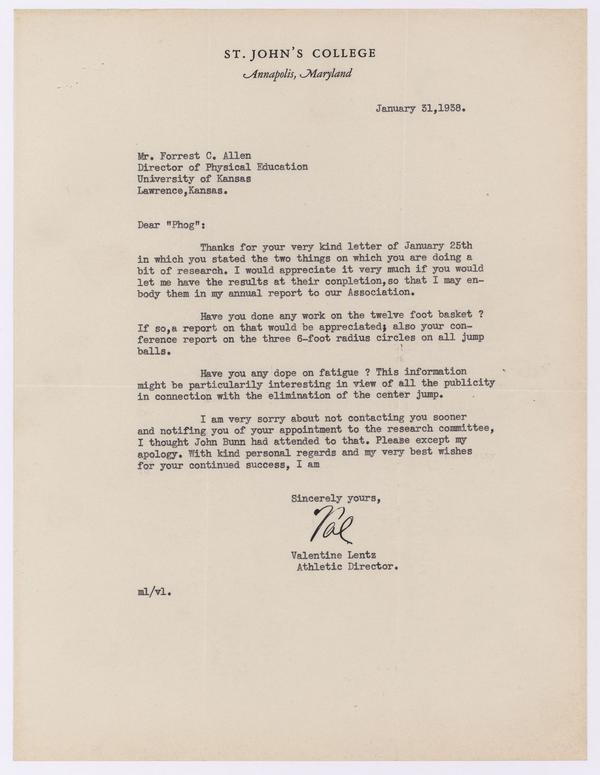 ST. JOHN'S COLLEGE
Annapolis, Maryland
January 31,1938.
Mr. Forrest C. Allen
Director of Physical Education
University of Kansas
Lawrence,Kansas.
Dear "Phog":
Thanks for your very kind letter of January 25th
in which you stated the two things on which you are doing a
bit of research. I would appreciate it very much if you would
let me have the results at their conpletion,so that I may en-
body them in my annual report to our Association.
Have you done any work on the twelve foot basket ?
If so,a report on that would be appreciated; also your con-
ference report on the three 6-foot radius circles on all jump
balls.
Have you any dope on fatigue ? This information
might be particularily interesting in view of all the publicity
in connection with the elimination of the center jump.
I am very sorry about not contacting you sooner
and notifing you of your appointment to the research committee,
I thought John Bunn had attended to that. Please except my
apology. With kind personal regards and my very best wishes
for your continued success, I am
Sincerely yours,
Val
Valentine Lentz
Athletic Director.
ml/vl.